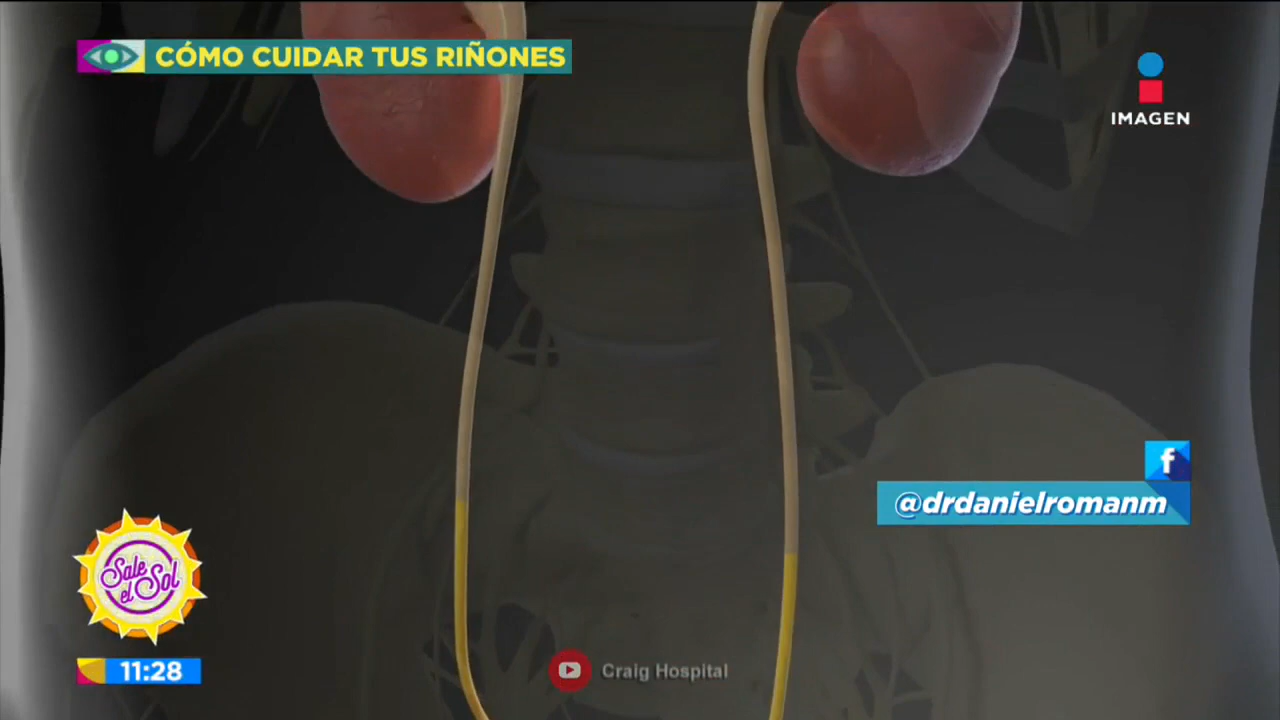 CÓMO CUIDAR TUS RIÑONES
IMAGEN
f
@drdanielromanm
Sale
el Sol
11:28
Craig Hospital